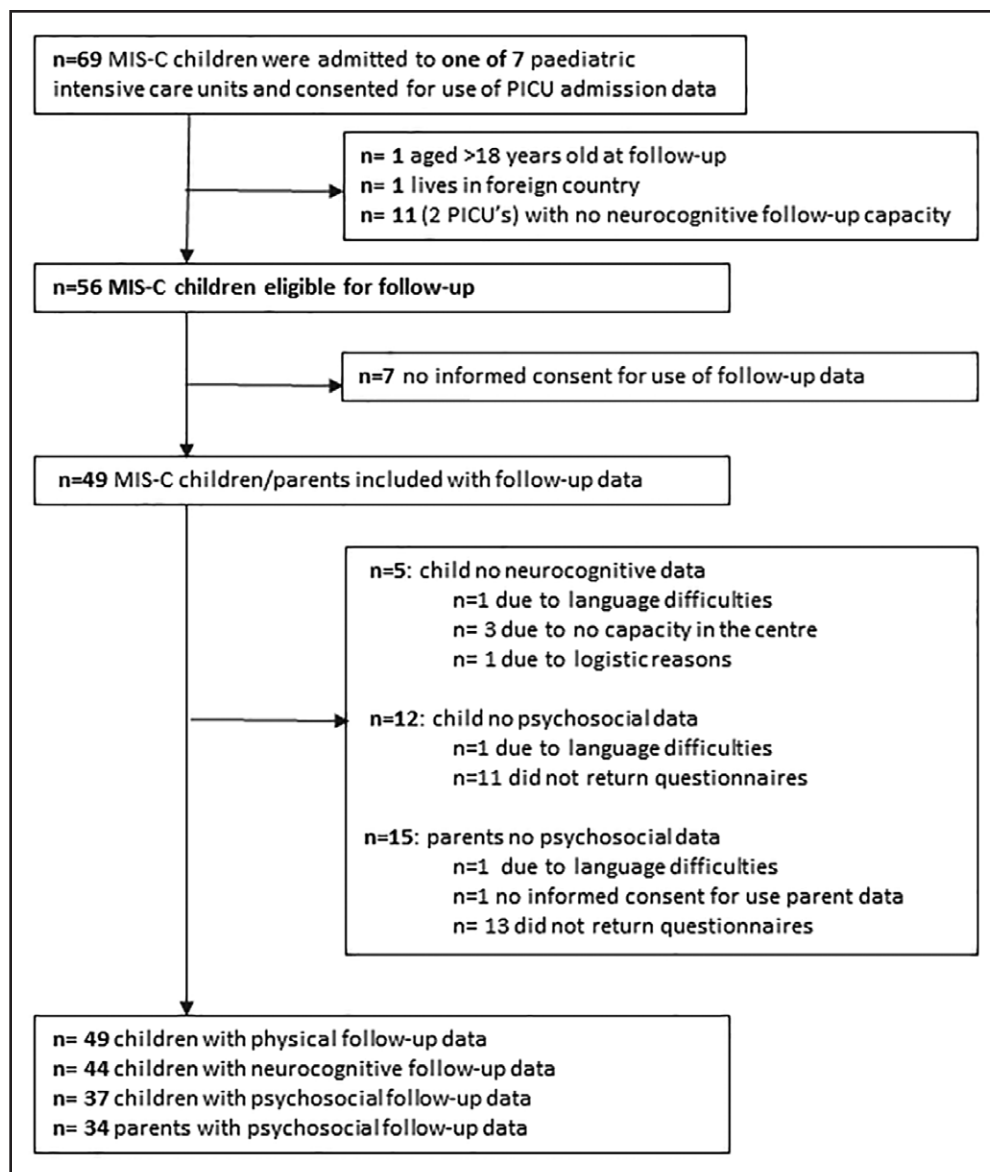 n=69 MIS-C children were admitted to one of 7 paediatric
intensive care units and consented for use of PICU admission data
n= 1 aged >18 years old at follow-up
n= 1 lives in foreign country
n= 11 (2 PICU's) with no neurocognitive follow-up capacity
n=56 MIS-C children eligible for follow-up
n=7 no informed consent for use of follow-up data
n=49 MIS-C children/parents included with follow-up data
n=5: child no neurocognitive data
n=1 due to language difficulties
n= 3 due to no capacity in the centre
n= 1 due to logistic reasons
n=12: child no psychosocial data
n=1 due to language difficulties
n=11 did not return questionnaires
n=15: parents no psychosocial data
n=1 due to language difficulties
n=1 no informed consent for use parent data
n= 13 did not return questionnaires
n= 49 children with physical follow-up data
n= 44 children with neurocognitive follow-up data
n= 37 children with psychosocial follow-up data
n= 34 parents with psychosocial follow-up data